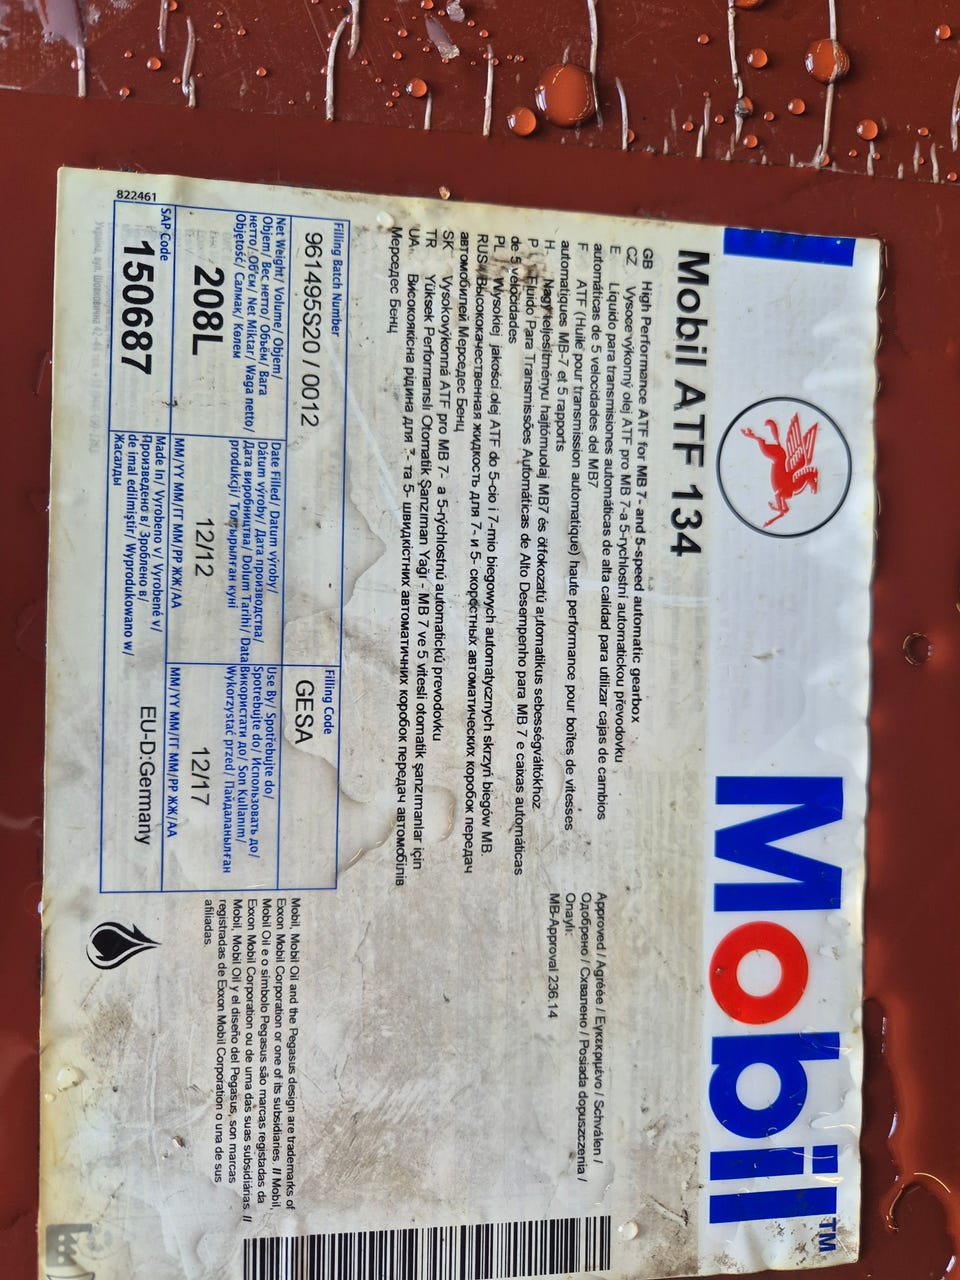 Mobil™
Mobil ATF 134
GB High Performance ATF for MB 7- and 5-speed automatic gearbox
CZ Vysoce výkonný olej ATF pro MB 7-a 5-rychlostní automatickou převodovku
E Líquido para transmisiones automáticas de alta calidad para utilizar cajas de cambios
automáticas de 5 velocidades del MB7
F ATF (Huile pour transmission automatique) haute performance pour boîtes de vitesses
automatiques MB-7 et 5 rapports
H. Nagy teljesítményu hajtómuolaj MB7 és ötfokozatú automatikus sebességváltókhoz
P Fluido Para Transmissões Automáticas de Alto Desempenho para MB 7 e caixas automáticas
de 5 velocidades
PL Wysokiej jakości olej ATF do 5-cio i 7-mio biegowych automatycznych skrzyń biegów MB.
RUS Высококачественная жидкость для 7- и 5- скоростных автоматических коробок передач
автомобилей Мерседес Бенц
SK Vysokovýkonná ATF pro MB 7- a 5-rýchlostnú automatickú prevodovku
TR Yüksek Performanslı Otomatik Şanzıman Yağı - MB 7 ve 5 vitesli otomatik şanzımanlar için
UA. Високоякісна рідина для 7- та 5- швидкістних автоматичних коробок передач автомобілів
Мерседес Бенц
Approved / Agréée / Εγκεκριμένο / Schválen /
Одобрено / Схвалено / Posiada dopuszczenia /
Onaylı:
MB-Approval 236.14
Filling Batch Number
961495S20 / 0012
Filling Code
GESA
Net Weight/ Volume/ Objem/
Objem/ Вес нетто/ Объём/ Вага
нетто/ Об'єм/ Net Miktar/ Waga netto/
Objętość/ Салмак/ Көлем
208L
Date Filled/ Datum výroby/
Dátum výroby/ Дата производства/
Дата виробництва/ Dolum Tarihi/ Data
produkcji/ Толтырылған күні
12/12
MM/YY MM/ГГ MM/PP ЖЖ/AA
Use By/ Spotřebujte do/
Spotrebujte do/ Использовать до/
Використати до/ Son Kullanım/
Wykorzystać przed/ Пайдаланылған
12/17
MM/YY MM/ГГ MM/PP ЖЖ/AA
SAP Code
150687
Made In/ Vyrobeno v/ Vyrobené v/
Произведено в/ Зроблено в/
de imal edilmiştir/ Wyprodukowano w/
Жасалды
EU-D:Germany
822461
Mobil, Mobil Oil and the Pegasus design are trademarks of
Exxon Mobil Corporation or one of its subsidiaries. // Mobil,
Mobil Oil e o simbolo Pegasus são marcas registadas da
Exxon Mobil Corporation ou de uma das suas subsidiárias. //
Mobil, Mobil Oil y el diseño del Pegasus, son marcas
registradas de Exxon Mobil Corporation o una de sus
afiliadas.